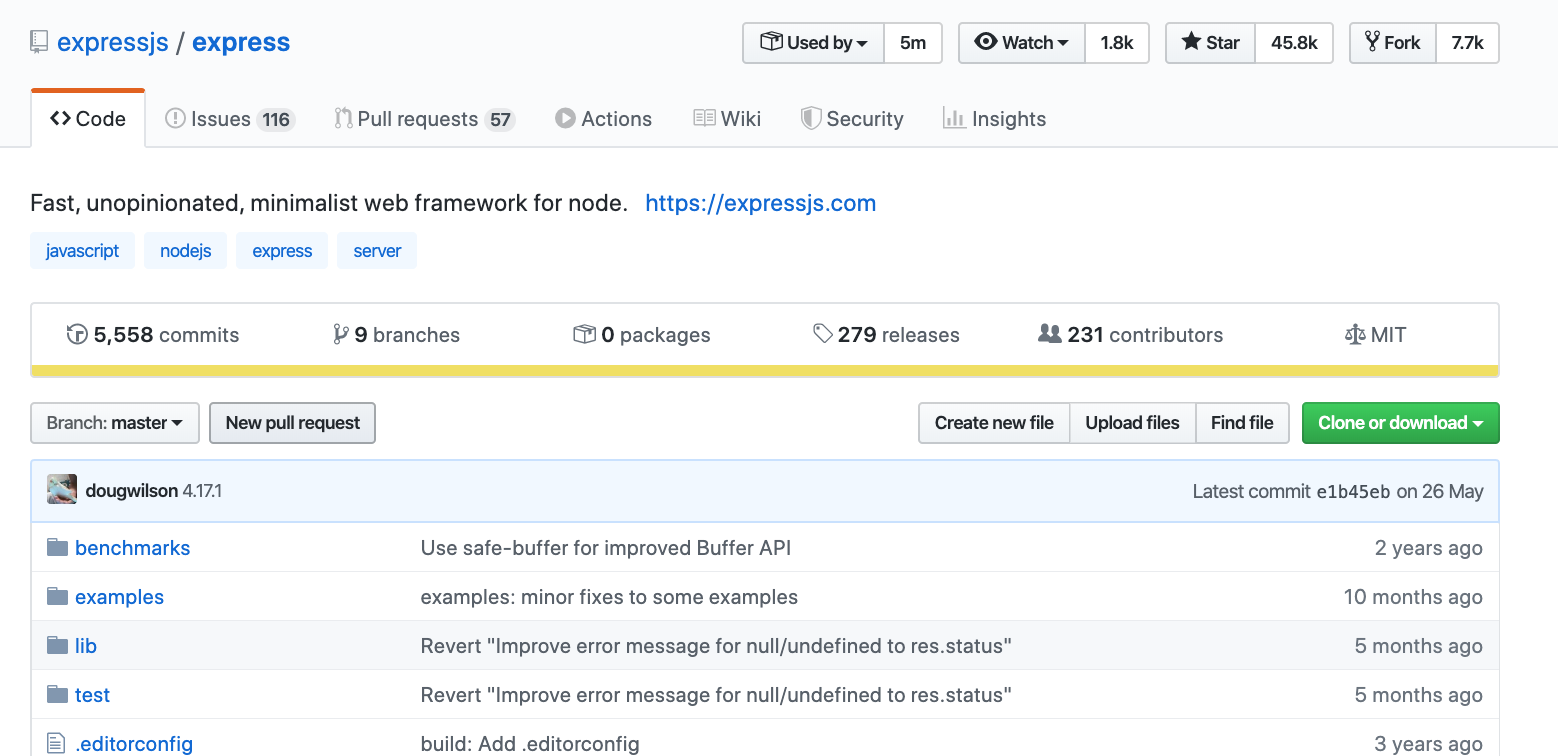 expressjs / express Used by 5m Watch 1.8k Star 45.8k Fork 7.7k
Code Issues 116 Pull requests 57 Actions Wiki Security Insights
Fast, unopinionated, minimalist web framework for node. https://expressjs.com
javascript nodejs express server
5,558 commits 9 branches 0 packages 279 releases 231 contributors MIT
Branch: master New pull request Create new file Upload files Find file Clone or download
dougwilson 4.17.1 Latest commit e1b45eb on 26 May
benchmarks Use safe-buffer for improved Buffer API 2 years ago
examples examples: minor fixes to some examples 10 months ago
lib Revert "Improve error message for null/undefined to res.status" 5 months ago
test Revert "Improve error message for null/undefined to res.status" 5 months ago
.editorconfig build: Add .editorconfig 3 years ago